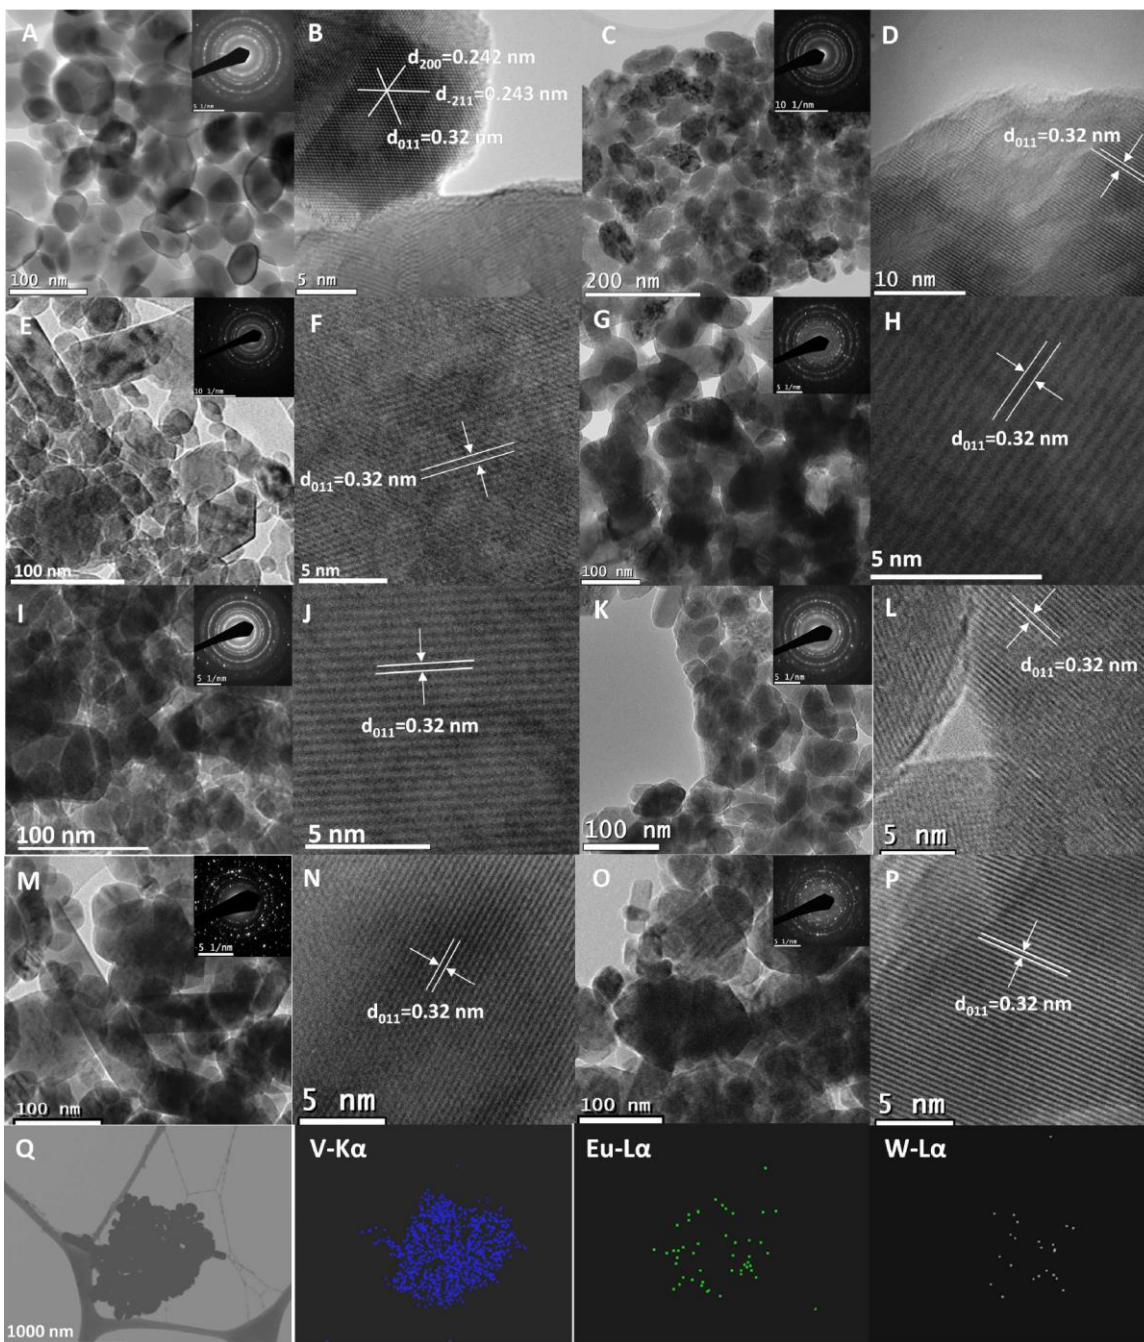 A
5 1/nm
100 nm
B
d200=0.242 nm
d-211=0.243 nm
d011=0.32 nm
5 nm
C
10 1/nm
200 nm
D
d011=0.32 nm
10 nm
E
10 1/nm
100 nm
F
d011=0.32 nm
5 nm
G
5 1/nm
100 nm
H
d011=0.32 nm
5 nm
I
5 1/nm
100 nm
J
d011=0.32 nm
5 nm
K
5 1/nm
100 nm
L
d011=0.32 nm
5 nm
M
5 1/nm
100 nm
N
d011=0.32 nm
5 nm
O
5 1/nm
100 nm
P
d011=0.32 nm
5 nm
Q
1000 nm
V-Kα
Eu-Lα
W-Lα